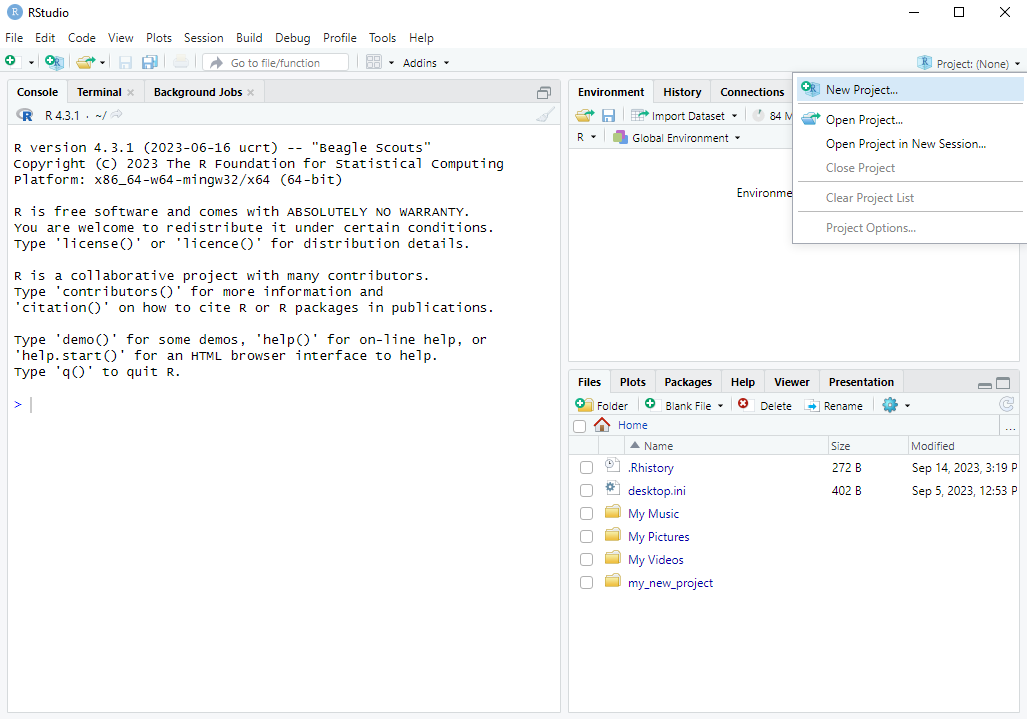 RStudio
File Edit Code View Plots Session Build Debug Profile Tools Help
Go to file/function Addins Project: (None)
Console Terminal Background Jobs
R 4.3.1 · ~/
R version 4.3.1 (2023-06-16 ucrt) -- "Beagle Scouts"
Copyright (C) 2023 The R Foundation for Statistical Computing
Platform: x86_64-w64-mingw32/x64 (64-bit)
R is free software and comes with ABSOLUTELY NO WARRANTY.
You are welcome to redistribute it under certain conditions.
Type 'license()' or 'licence()' for distribution details.
R is a collaborative project with many contributors.
Type 'contributors()' for more information and
'citation()' on how to cite R or R packages in publications.
Type 'demo()' for some demos, 'help()' for on-line help, or
'help.start()' for an HTML browser interface to help.
Type 'q()' to quit R.
>
Environment History Connections
Import Dataset 84 M
R Global Environment
Environme
New Project...
Open Project...
Open Project in New Session...
Close Project
Clear Project List
Project Options...
Files Plots Packages Help Viewer Presentation
Folder Blank File Delete Rename
Home ...
Name Size Modified
.Rhistory 272 B Sep 14, 2023, 3:19 P
desktop.ini 402 B Sep 5, 2023, 12:53 P
My Music
My Pictures
My Videos
my_new_project